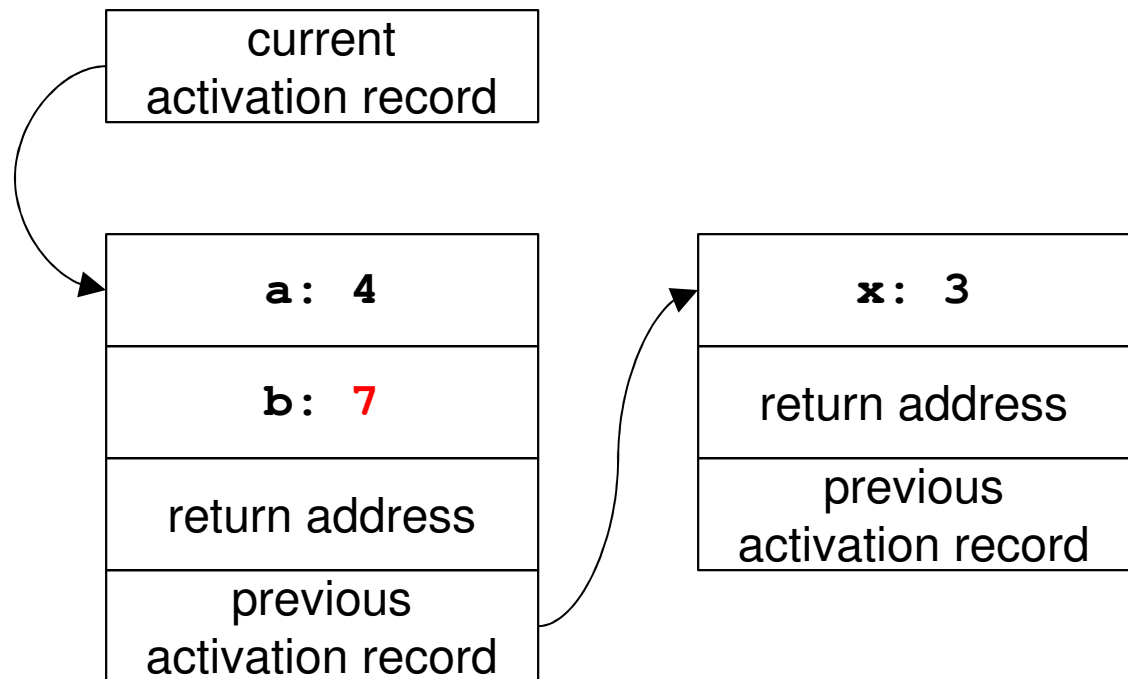 current
activation record
a: 4
b: 7
return address
previous
activation record
x: 3
return address
previous
activation record